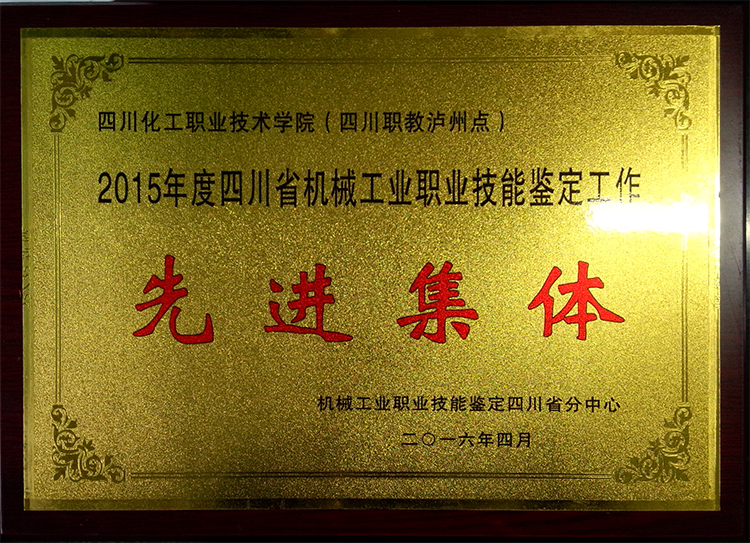 四川化工职业技术学院（四川职教泸州点）
2015年度四川省机械工业职业技能鉴定工作
先进集体
机械工业职业技能鉴定四川省分中心
二〇一六年四月